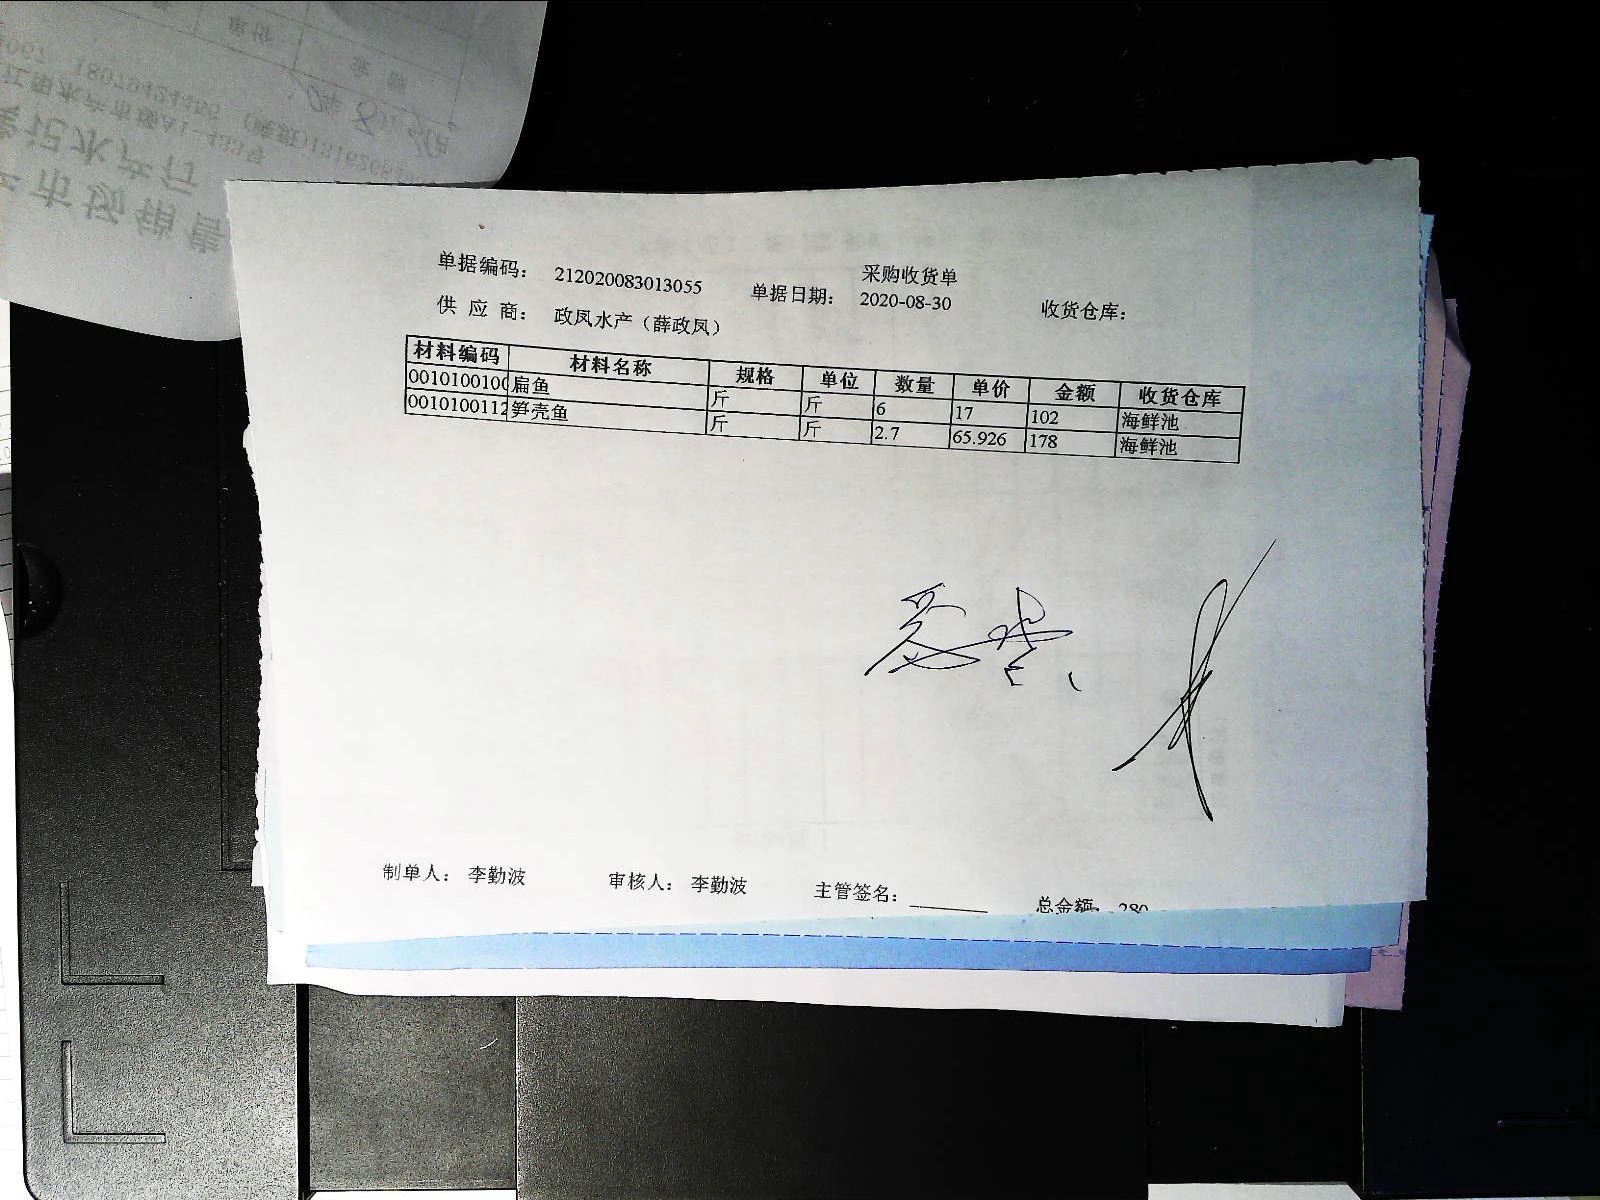 采购收货单
单据编码： 212020083013055 单据日期： 2020-08-30 收货仓库：
供 应 商： 政凤水产（薛政凤）
材料编码 材料名称 规格 单位 数量 单价 金额 收货仓库
0010100100 扁鱼 斤 斤 6 17 102 海鲜池
0010100112 笋壳鱼 斤 斤 2.7 65.926 178 海鲜池
制单人： 李勤波 审核人： 李勤波 主管签名： 总金额： 280